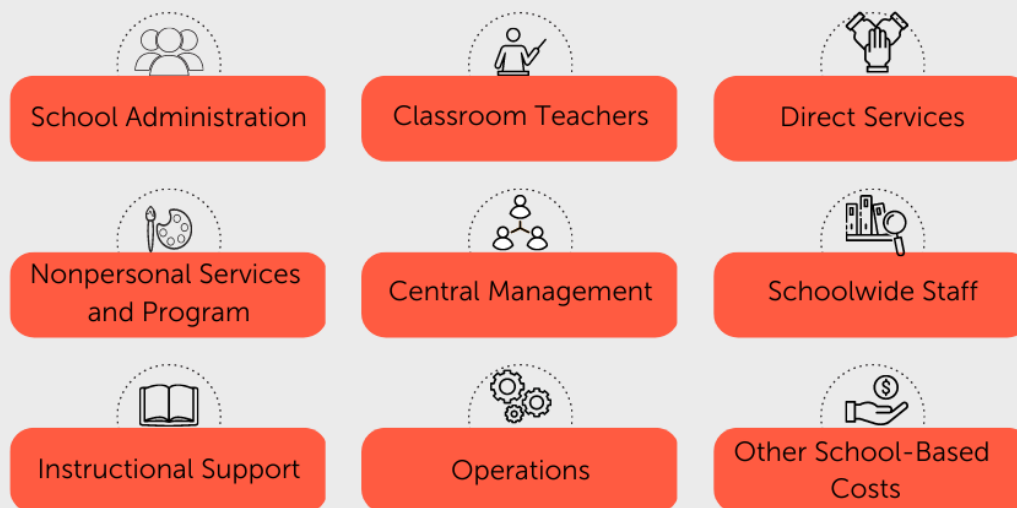 School Administration
Classroom Teachers
Direct Services
Nonpersonal Services
and Program
Central Management
Schoolwide Staff
Instructional Support
Operations
Other School-Based
Costs
$